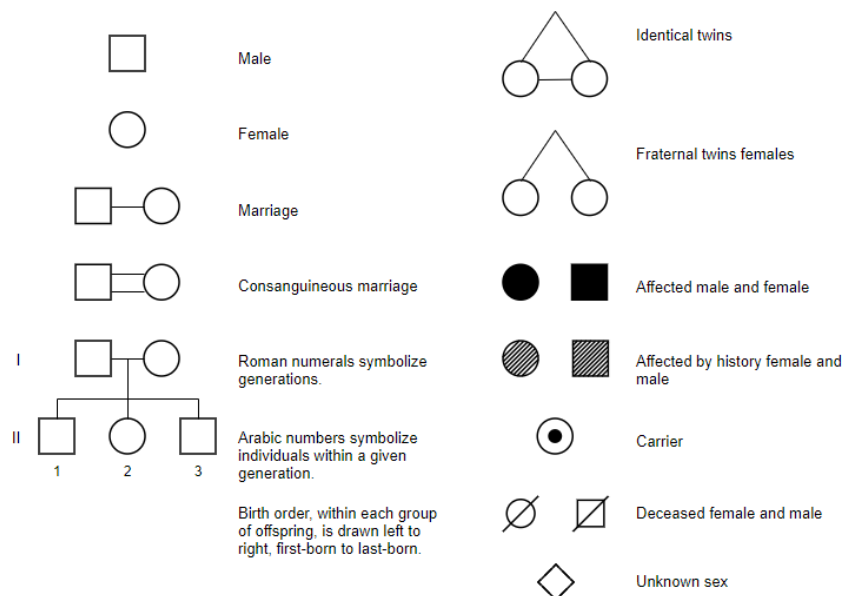 Male
Female
Marriage
Consanguineous marriage
I
Roman numerals symbolize
generations.
II
1
2
3
Arabic numbers symbolize
individuals within a given
generation.
Birth order, within each group
of offspring, is drawn left to
right, first-born to last-born.
Identical twins
Fraternal twins females
Affected male and female
Affected by history female and
male
Carrier
Deceased female and male
Unknown sex